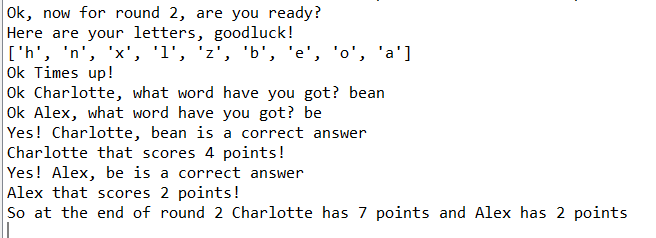 Ok, now for round 2, are you ready?
Here are your letters, goodluck!
['h', 'n', 'x', 'l', 'z', 'b', 'e', 'o', 'a']
Ok Times up!
Ok Charlotte, what word have you got? bean
Ok Alex, what word have you got? be
Yes! Charlotte, bean is a correct answer
Charlotte that scores 4 points!
Yes! Alex, be is a correct answer
Alex that scores 2 points!
So at the end of round 2 Charlotte has 7 points and Alex has 2 points